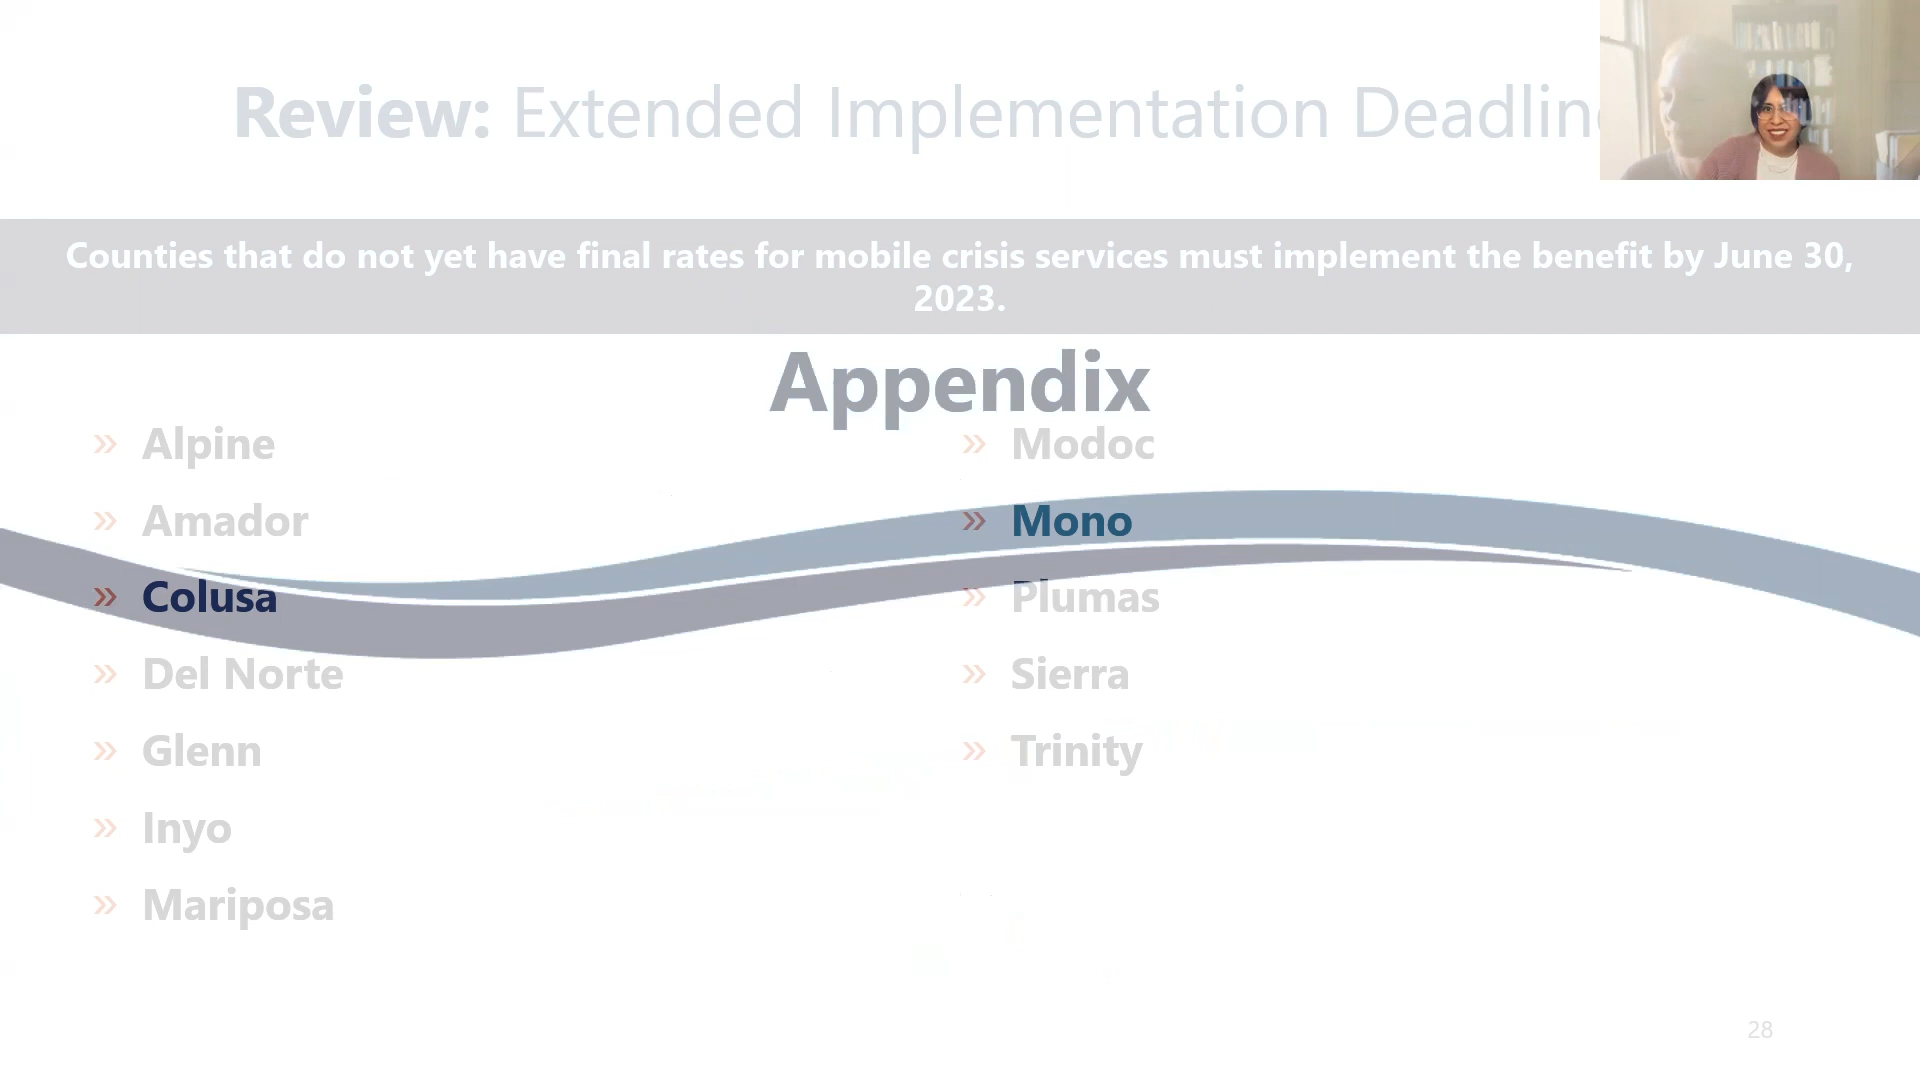 Review: Extended Implementation
Counties that do not yet have final rates for mobile crisis services must implement the benefit by June 30,
2023.
Appendix
» Alpine
» Amador
» Colusa
» Del Norte
» Glenn
» Inyo
» Mariposa
» Modoc
» Mono
» Plumas
» Sierra
» Trinity
28